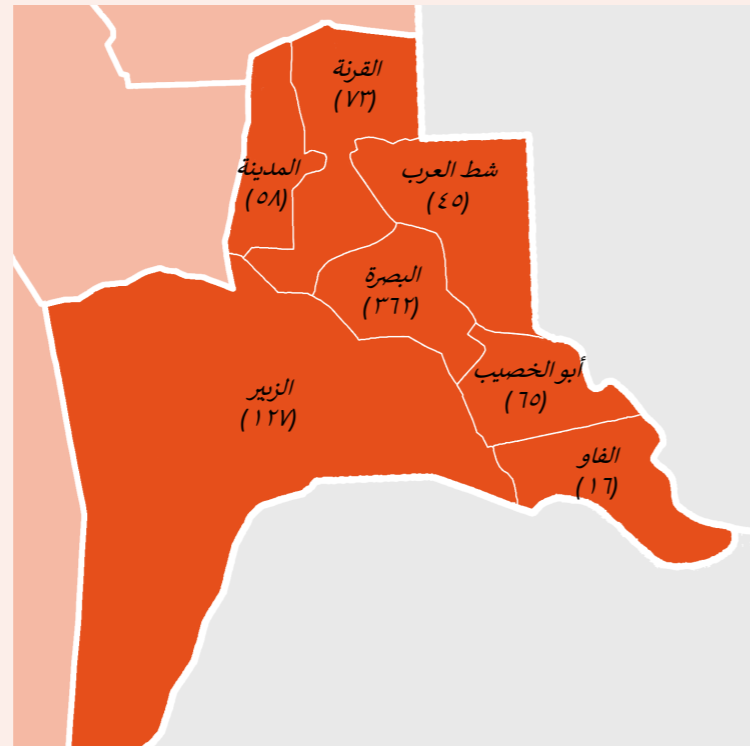 القرنة
(٧٣)
المدينة
(٥٨)
شط العرب
(٤٥)
البصرة
(٣٦٢)
أبو الخصيب
(٦٥)
الزبير
(١٢٧)
الفاو
(١٦)